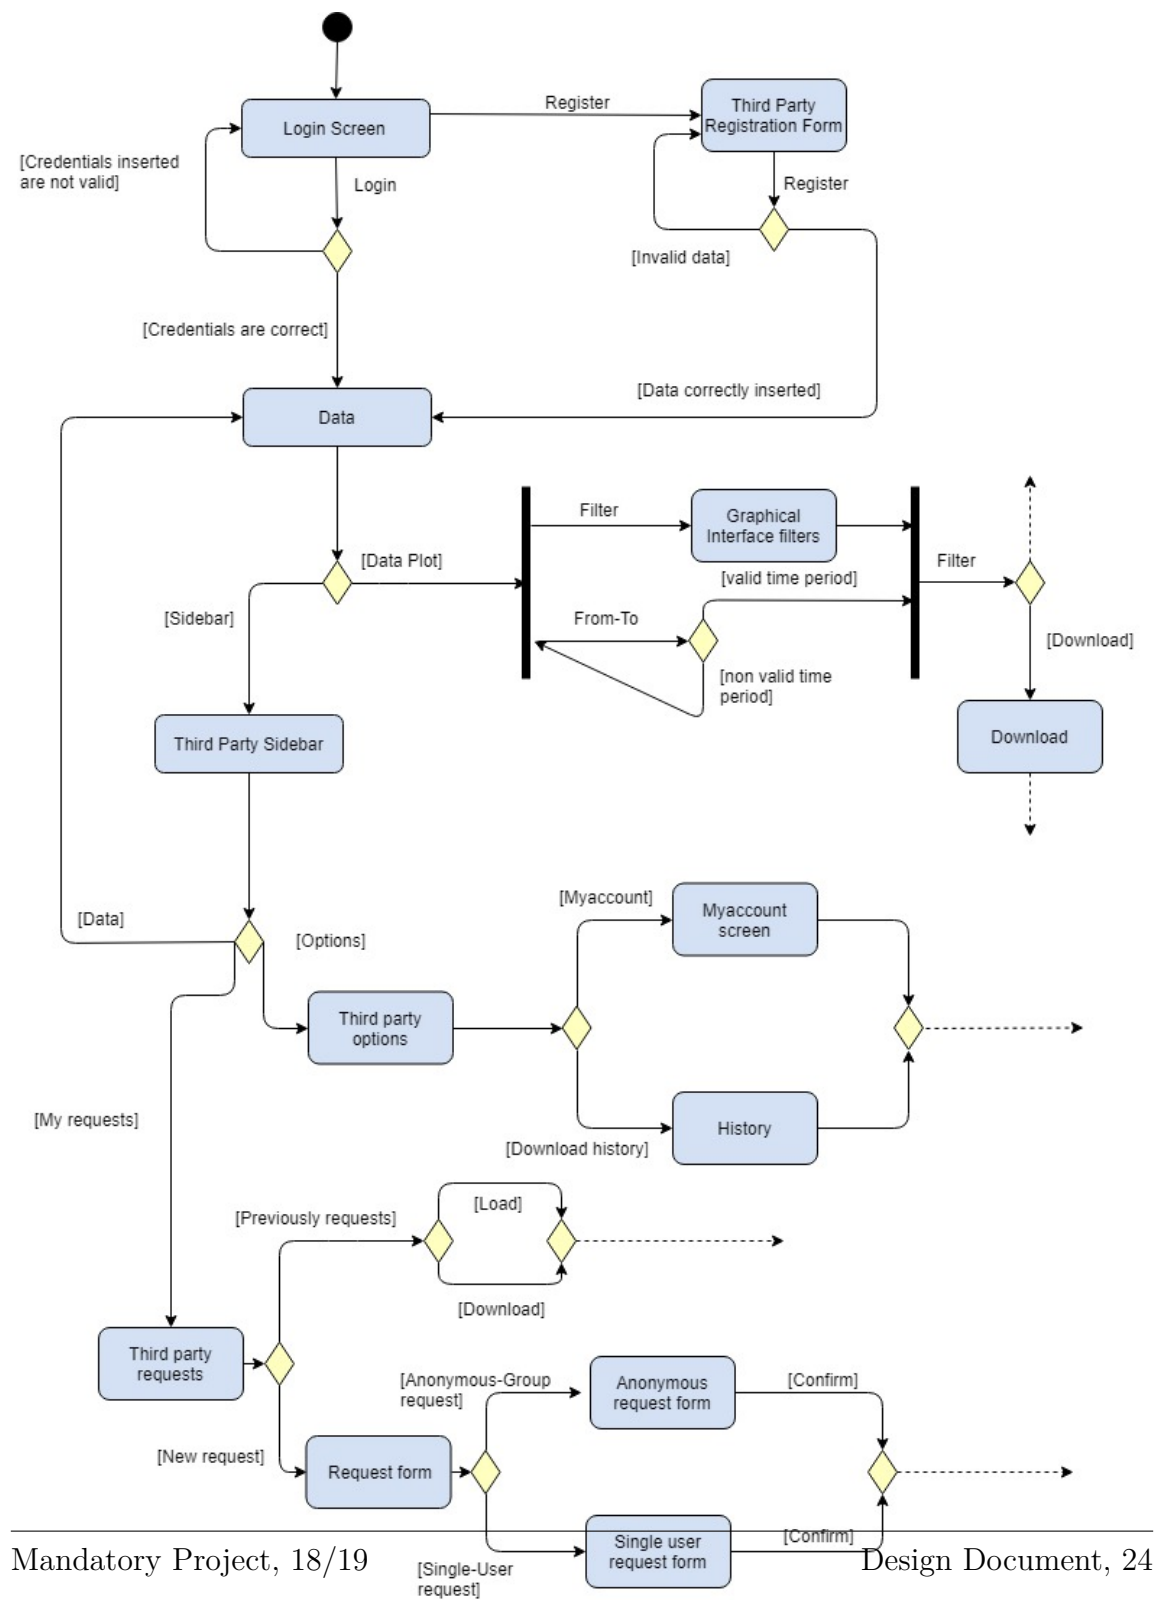 Login Screen
Register
Third Party
Registration Form
[Credentials inserted
are not valid]
Login
Register
[Invalid data]
[Credentials are correct]
[Data correctly inserted]
Data
Filter
Graphical
Interface filters
[Data Plot]
[valid time period]
Filter
[Sidebar]
From-To
[Download]
[non valid time
period]
Third Party Sidebar
Download
[Data]
[Options]
[Myaccount]
Myaccount
screen
Third party
options
[My requests]
[Download history]
History
[Previously requests]
[Load]
[Download]
Third party
requests
[Anonymous-Group
request]
Anonymous
request form
[Confirm]
[New request]
Request form
Single user
request form
[Confirm]
[Single-User
request]
Mandatory Project, 18/19
Design Document, 24